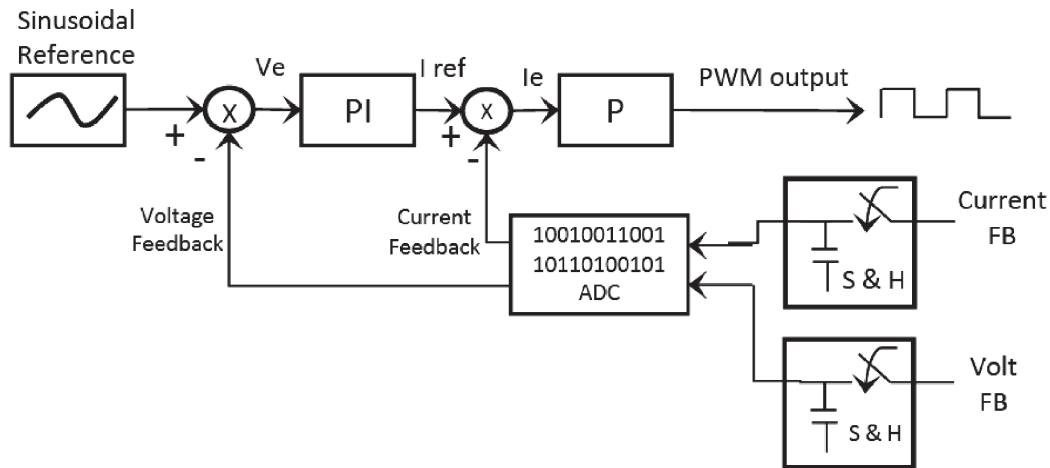 Sinusoidal
Reference
Ve
PI
I ref
Ie
P
PWM output
X
X
+
-
+
-
Voltage
Feedback
Current
Feedback
10010011001
10110100101
ADC
S & H
Current
FB
S & H
Volt
FB